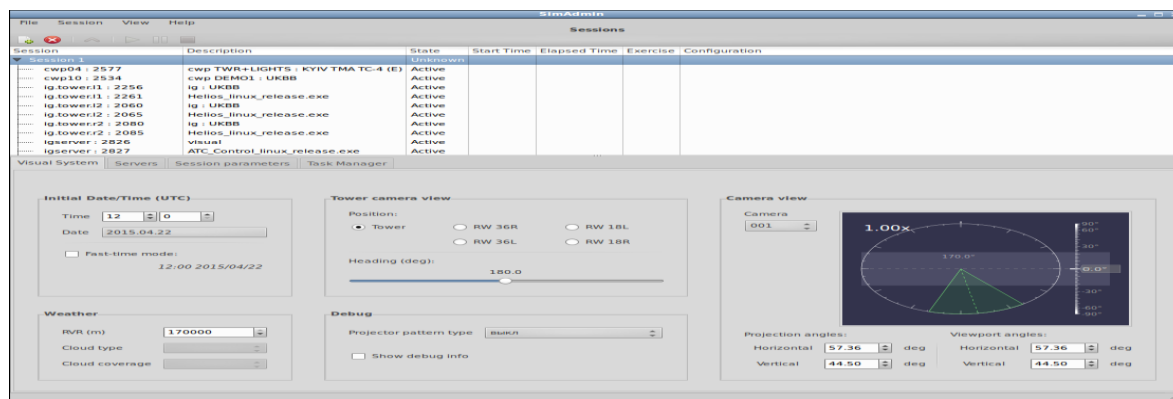 SimAdmin
File Session View Help
Sessions
Session Description State Start Time Elapsed Time Exercise Configuration
Session 1 Unknown
cwp04 : 2577 cwp TWR+LIGHTS : KYIV TMA TC-4 (E) Active
cwp10 : 2534 cwp DEMO1 : UKBB Active
ig.tower.l1 : 2256 ig : UKBB Active
ig.tower.l1 : 2261 Helios_linux_release.exe Active
ig.tower.l2 : 2060 ig : UKBB Active
ig.tower.l2 : 2065 Helios_linux_release.exe Active
ig.tower.r2 : 2080 ig : UKBB Active
ig.tower.r2 : 2085 Helios_linux_release.exe Active
igserver : 2826 visual Active
igserver : 2827 ATC_Control_linux_release.exe Active
Visual System Servers Session parameters Task Manager
Initial Date/Time (UTC) Tower camera view Camera view
Time 12 0 Position: Camera
Tower RW 36R RW 18L 001 1.00x 90° 60°
Date 2015.04.22 RW 36L RW 18R 30°
Fast-time mode: Heading (deg): 170.0°
12:00 2015/04/22 180.0 0.0°
-30°
Weather Debug -60° -90°
RVR (m) 170000 Projector pattern type выкл Projection angles: Viewport angles:
Cloud type Horizontal 57.36 deg Horizontal 57.36 deg
Cloud coverage Show debug info Vertical 44.50 deg Vertical 44.50 deg